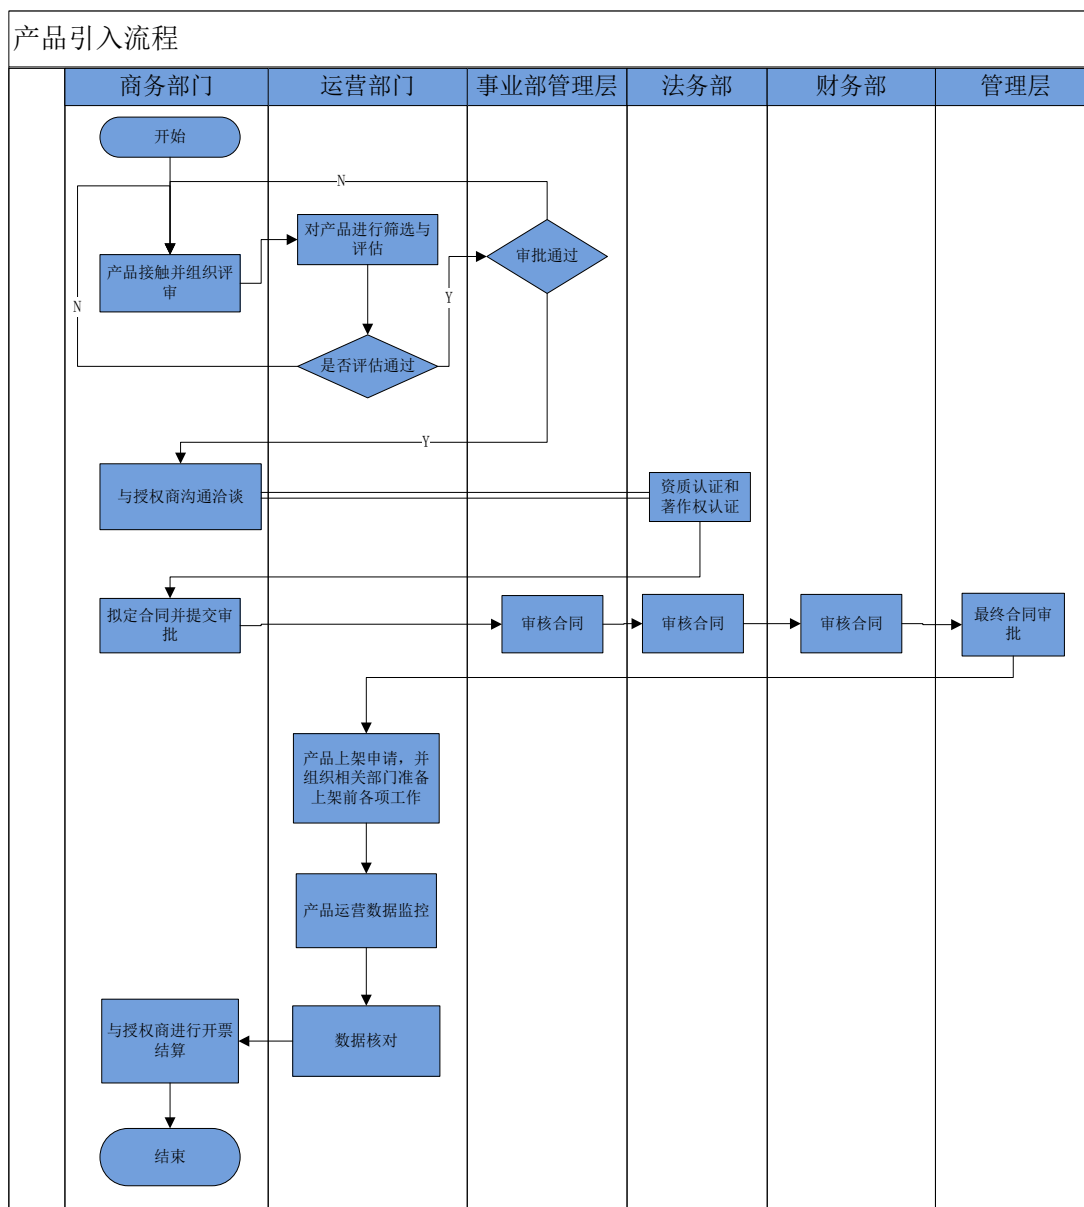 产品引入流程
商务部门
运营部门
事业部管理层
法务部
财务部
管理层
开始
N
对产品进行筛选与
评估
审批通过
产品接触并组织评
审
N
Y
是否评估通过
Y
与授权商沟通洽谈
资质认证和
著作权认证
拟定合同并提交审
批
审核合同
审核合同
审核合同
最终合同审
批
产品上架申请，并
组织相关部门准备
上架前各项工作
产品运营数据监控
与授权商进行开票
结算
数据核对
结束